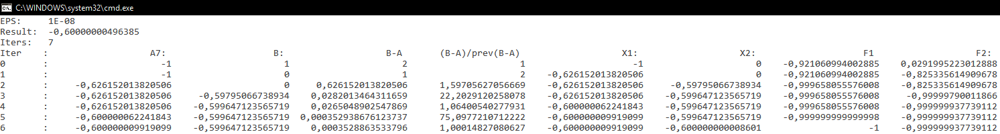 C:\WINDOWS\system32\cmd.exe
EPS: 1E-08
Result: -0,60000000496385
Iters: 7
Iter : A7: B: B-A (B-A)/prev(B-A) X1: X2: F1 F2:
0 : -1 1 2 1 -1 0 -0,921060994002885 0,0291995223012888
1 : -1 0 1 2 -0,626152013820506 0 -0,921060994002885 -0,825335614909678
2 : -0,626152013820506 0 0,626152013820506 1,59705627056669 -0,626152013820506 -0,59795066738934 -0,999658055576008 -0,825335614909678
3 : -0,626152013820506 -0,59795066738934 0,0282013464311659 22,2029120258078 -0,626152013820506 -0,599647123565719 -0,999658055576008 -0,99999790011866
4 : -0,626152013820506 -0,599647123565719 0,0265048902547869 1,06400540277931 -0,600000062241843 -0,599647123565719 -0,999658055576008 -0,999999937739112
5 : -0,600000062241843 -0,599647123565719 0,000352938676123737 75,0977210712222 -0,600000009919099 -0,599647123565719 -0,999999999999998 -0,999999937739112
6 : -0,600000009919099 -0,599647123565719 0,0003528863533796 1,00014827080627 -0,600000009919099 -0,600000000008601 -1 -0,999999937739112